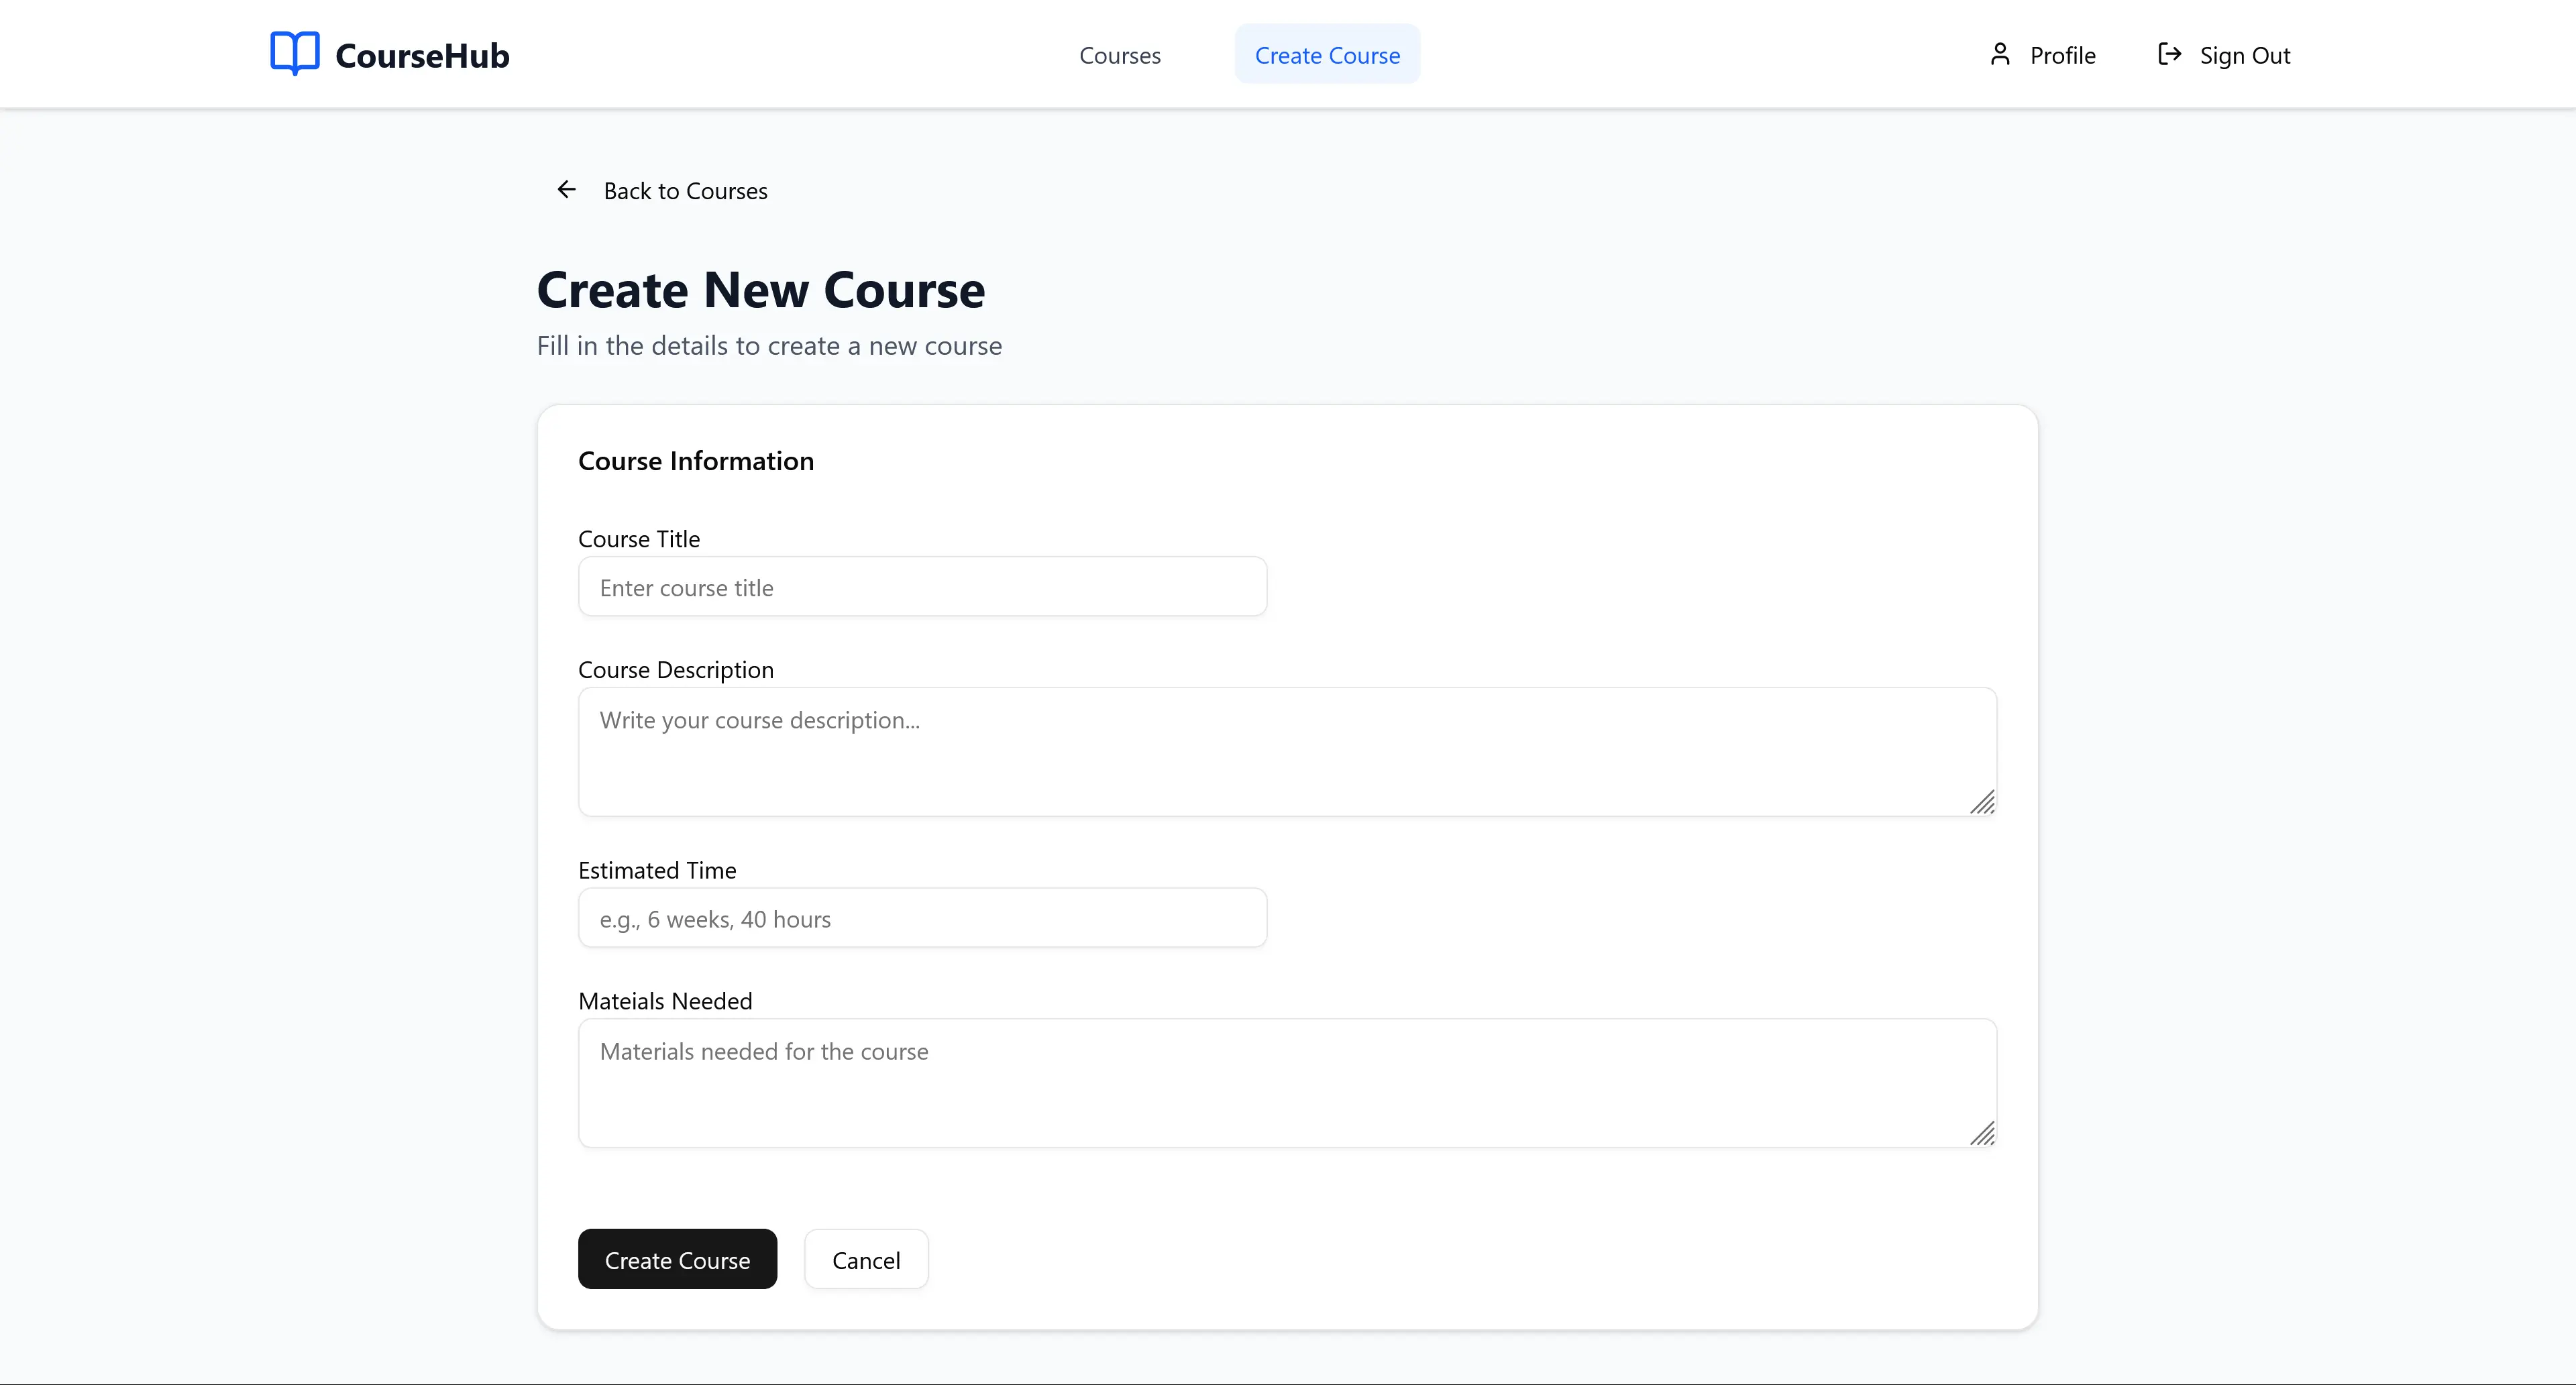 CourseHub
Courses
Create Course
Profile
Sign Out
Back to Courses
Create New Course
Fill in the details to create a new course
Course Information
Course Title
Enter course title
Course Description
Write your course description...
Estimated Time
e.g., 6 weeks, 40 hours
Mateials Needed
Materials needed for the course
Create Course
Cancel